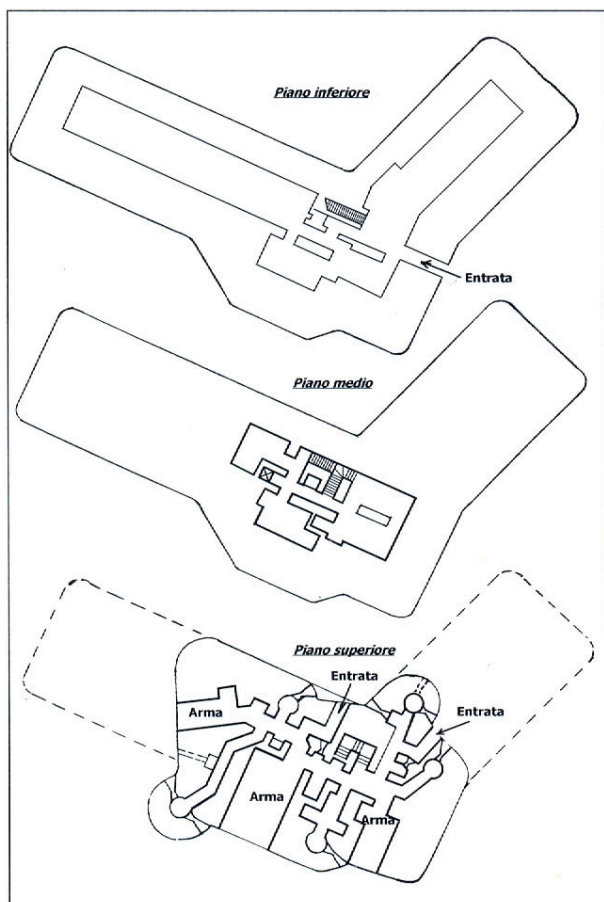 Piano inferiore
Entrata
Piano medio
Piano superiore
Entrata
Entrata
Arma
Arma
Arma